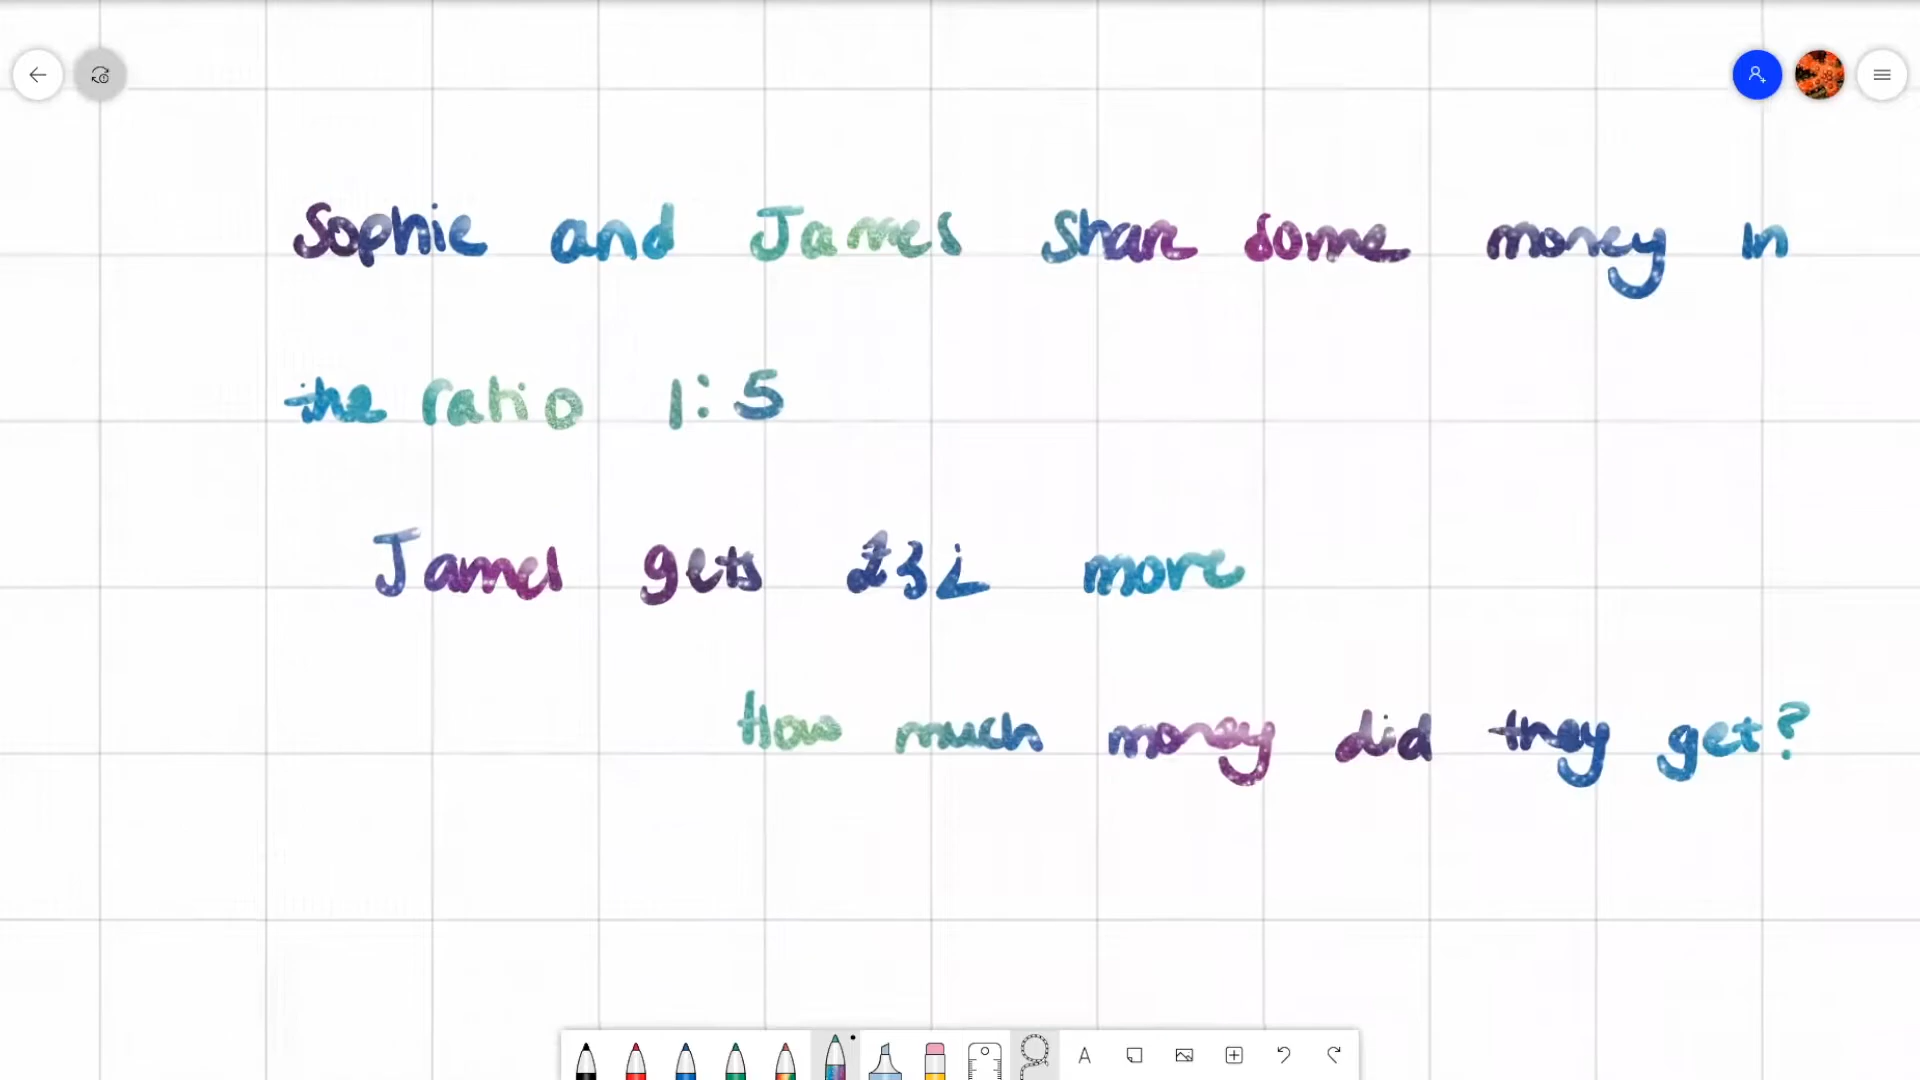 Sophie and James share some money in
the ratio 1:5
James gets £32 more
How much money did they get?
A